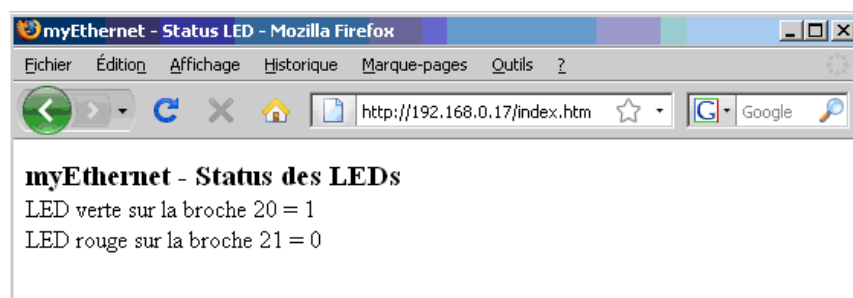 myEthernet - Status LED - Mozilla Firefox
Fichier Édition Affichage Historique Marque-pages Outils ?
http://192.168.0.17/index.htm G Google
myEthernet - Status des LEDs
LED verte sur la broche 20 = 1
LED rouge sur la broche 21 = 0